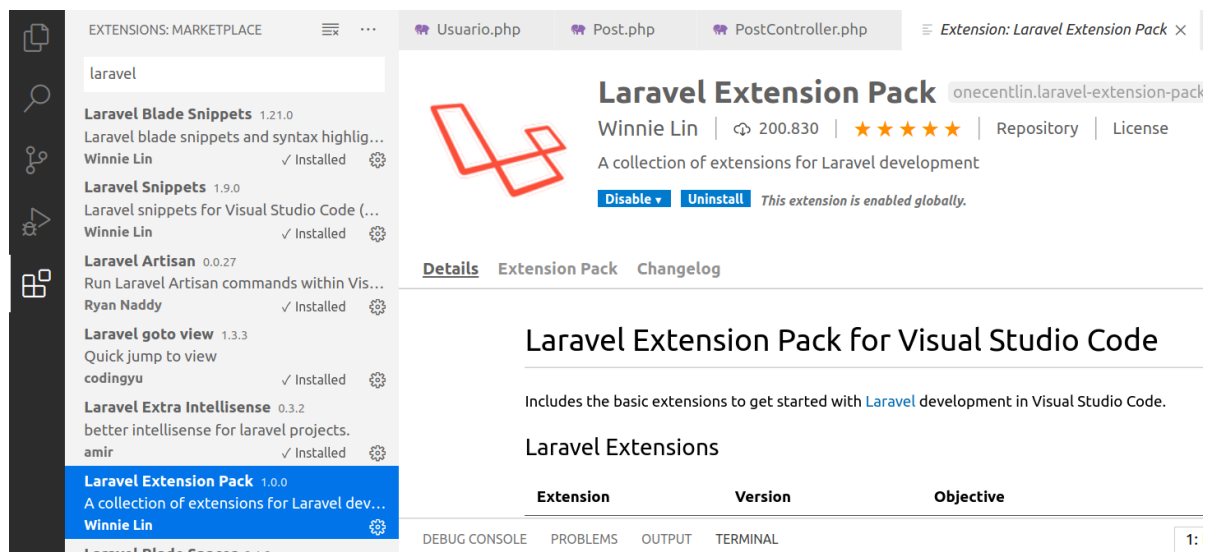 EXTENSIONS: MARKETPLACE
laravel
Laravel Blade Snippets 1.21.0
Laravel blade snippets and syntax highlig...
Winnie Lin ✓ Installed
Laravel Snippets 1.9.0
Laravel snippets for Visual Studio Code (...
Winnie Lin ✓ Installed
Laravel Artisan 0.0.27
Run Laravel Artisan commands within Vis...
Ryan Naddy ✓ Installed
Laravel goto view 1.3.3
Quick jump to view
codingyu ✓ Installed
Laravel Extra Intellisense 0.3.2
better intellisense for laravel projects.
amir ✓ Installed
Laravel Extension Pack 1.0.0
A collection of extensions for Laravel dev...
Winnie Lin
Usuario.php Post.php PostController.php Extension: Laravel Extension Pack ×
Laravel Extension Pack onecentlin.laravel-extension-pack
Winnie Lin | 200.830 | ★★★★★ | Repository | License
A collection of extensions for Laravel development
Disable ▾ Uninstall This extension is enabled globally.
Details Extension Pack Changelog
Laravel Extension Pack for Visual Studio Code
Includes the basic extensions to get started with Laravel development in Visual Studio Code.
Laravel Extensions
Extension Version Objective
DEBUG CONSOLE PROBLEMS OUTPUT TERMINAL 1: